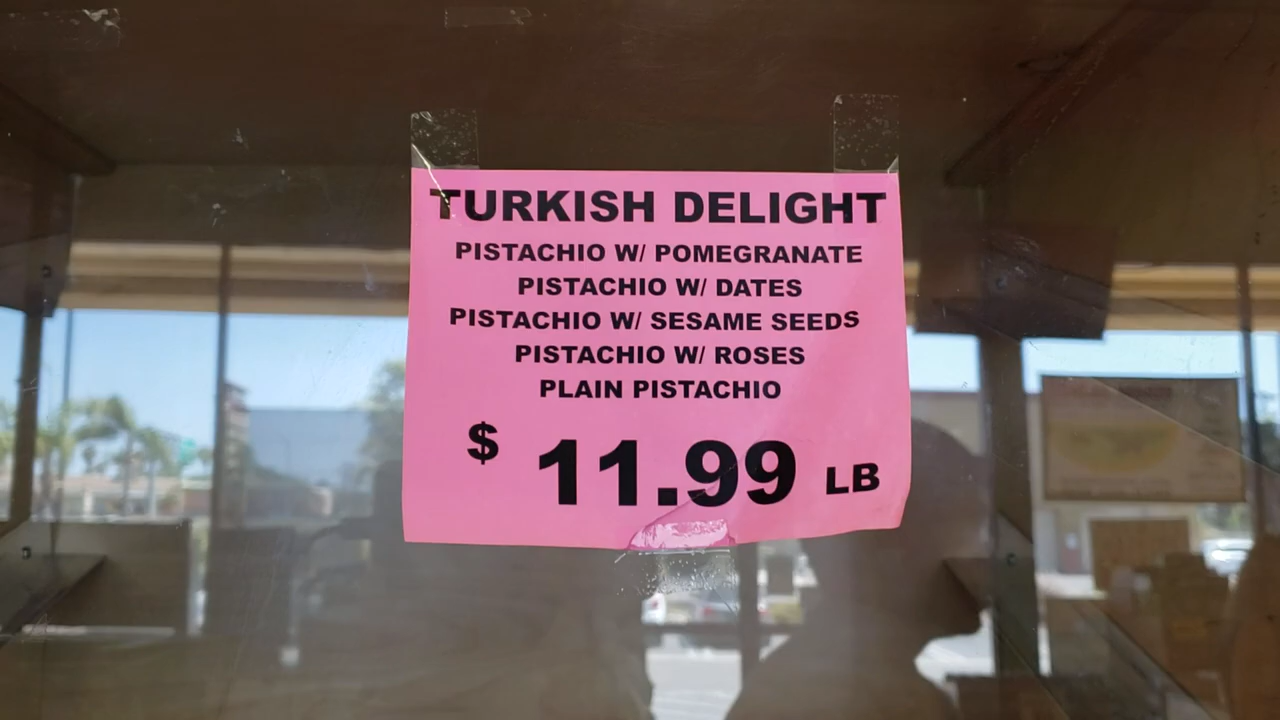 TURKISH DELIGHT
PISTACHIO W/ POMEGRANATE
PISTACHIO W/ DATES
PISTACHIO W/ SESAME SEEDS
PISTACHIO W/ ROSES
PLAIN PISTACHIO
$ 11.99 LB